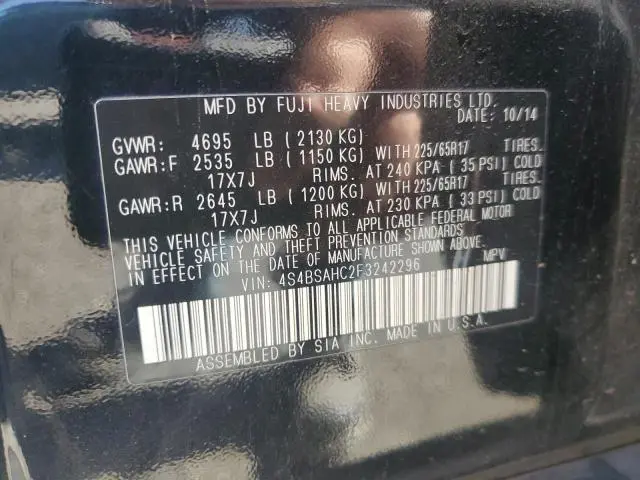 MFD BY FUJI HEAVY INDUSTRIES LTD.
DATE: 10/14
GVWR: 4695 LB (2130 KG)
GAWR:F 2535 LB (1150 KG) WITH 225/65R17 TIRES.
17X7J RIMS. AT 240 KPA (35 PSI) COLD
GAWR:R 2645 LB (1200 KG) WITH 225/65R17 TIRES.
17X7J RIMS. AT 230 KPA (33 PSI) COLD
THIS VEHICLE CONFORMS TO ALL APPLICABLE FEDERAL MOTOR
VEHICLE SAFETY AND THEFT PREVENTION STANDARDS
IN EFFECT ON THE DATE OF MANUFACTURE SHOWN ABOVE.
VIN: 4S4BSAHC2F3242296 MPV
ASSEMBLED BY SIA INC. MADE IN U.S.A.